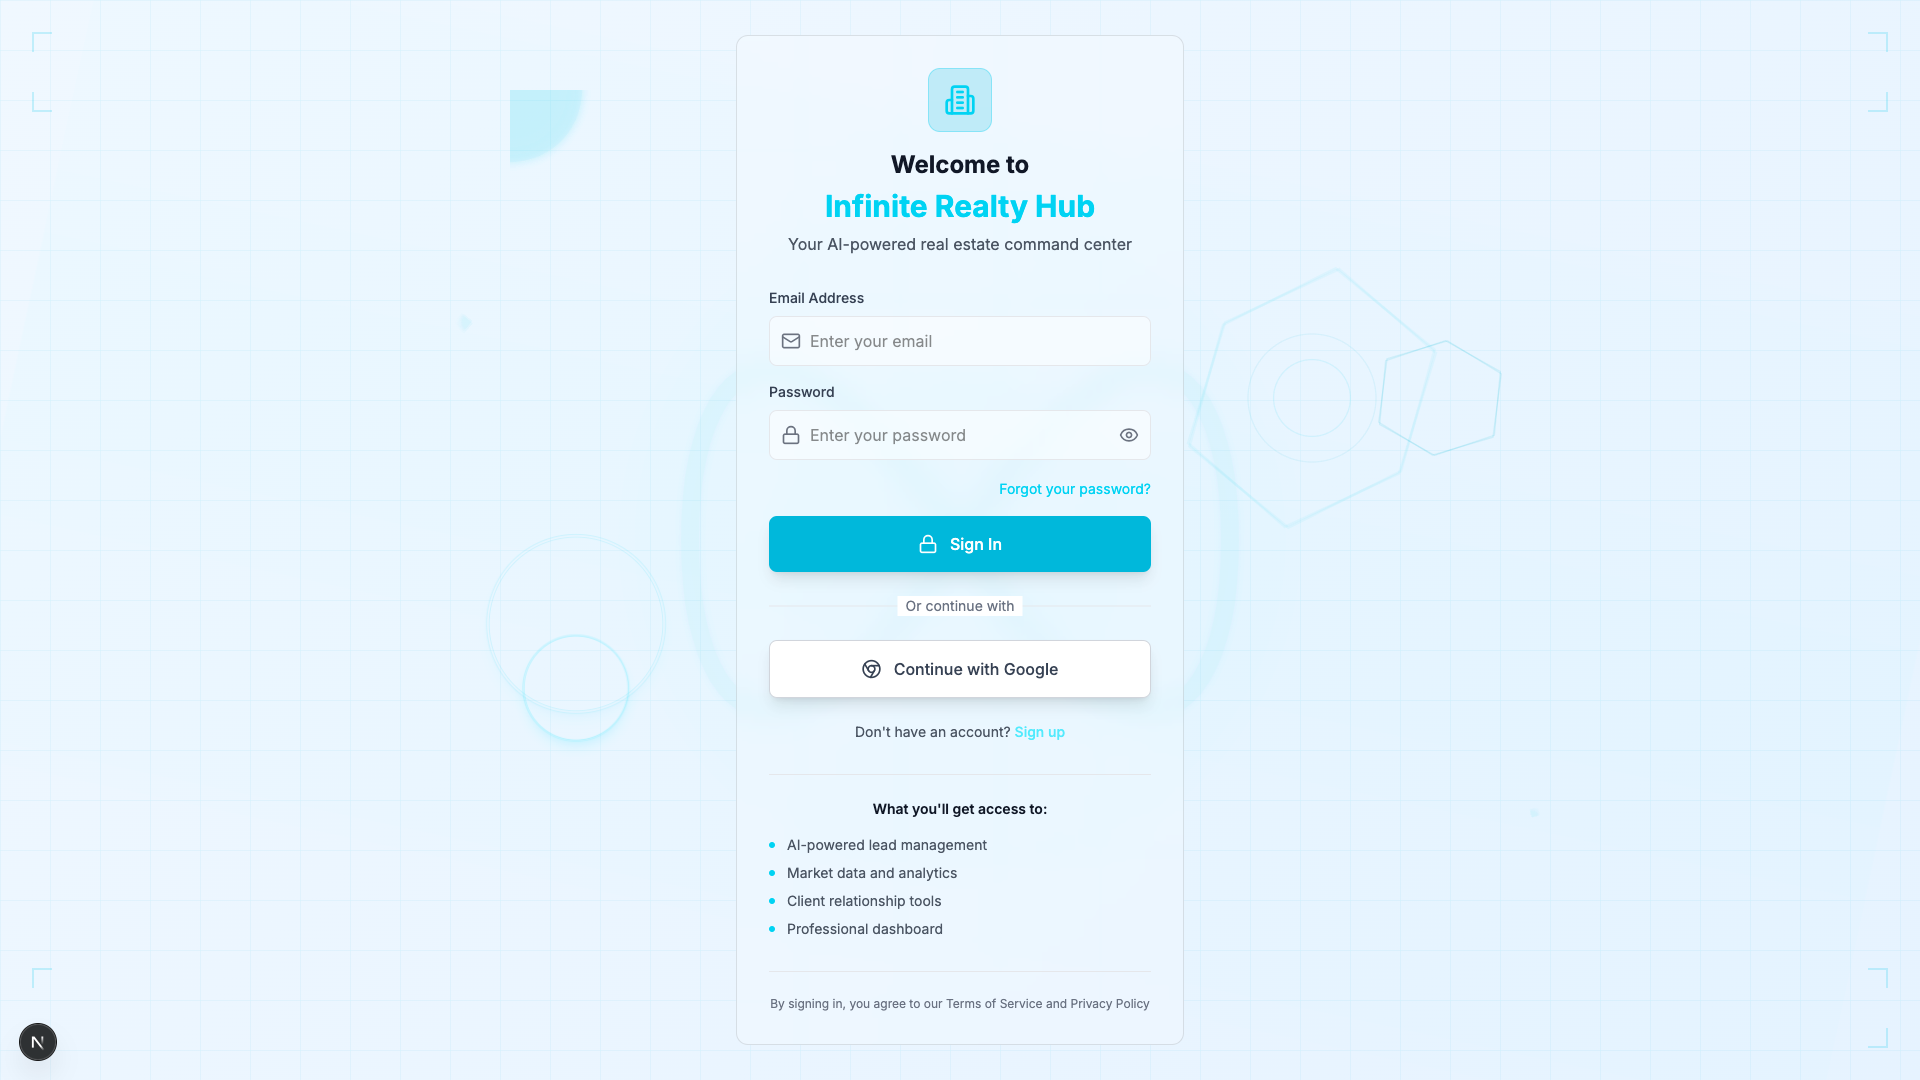 Welcome to
Infinite Realty Hub
Your AI-powered real estate command center
Email Address
Enter your email
Password
Enter your password
Forgot your password?
Sign In
Or continue with
Continue with Google
Don't have an account? Sign up
What you'll get access to:
AI-powered lead management
Market data and analytics
Client relationship tools
Professional dashboard
By signing in, you agree to our Terms of Service and Privacy Policy
N